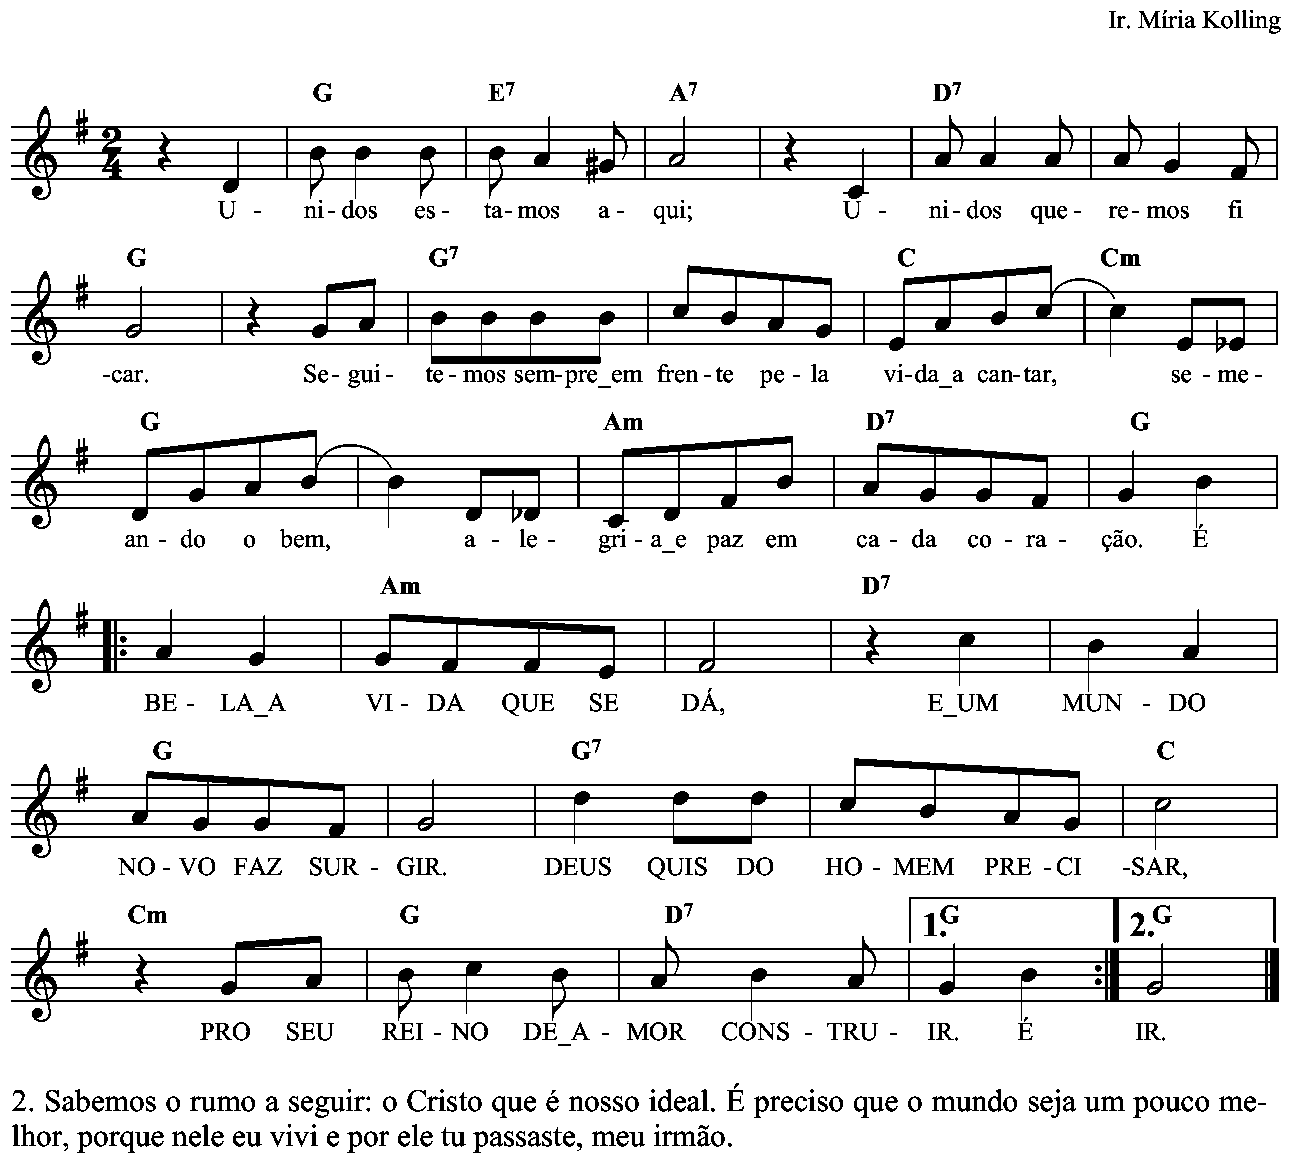 Ir. Míria Kolling
G E7 A7 D7
2 4
U - ni-dos es- ta-mos a- qui; U - ni-dos que- re-mos fi
G G7 C Cm
-car. Se-gui- te-mos sem-pre_em fren-te pe-la vi-da_a can-tar, se-me-
G Am D7 G
an-do o bem, a-le- gri-a_e paz em ca-da co-ra- ção. É
Am D7
BE- LA_A VI- DA QUE SE DÁ, E_UM MUN - DO
G G7 C
NO-VO FAZ SUR - GIR. DEUS QUIS DO HO-MEM PRE-CI -SAR,
Cm G D7 1. G 2. G
PRO SEU REI-NO DE_A- MOR CONS - TRU - IR. É IR.
2. Sabemos o rumo a seguir: o Cristo que é nosso ideal. É preciso que o mundo seja um pouco me-
lhor, porque nele eu vivi e por ele tu passaste, meu irmão.